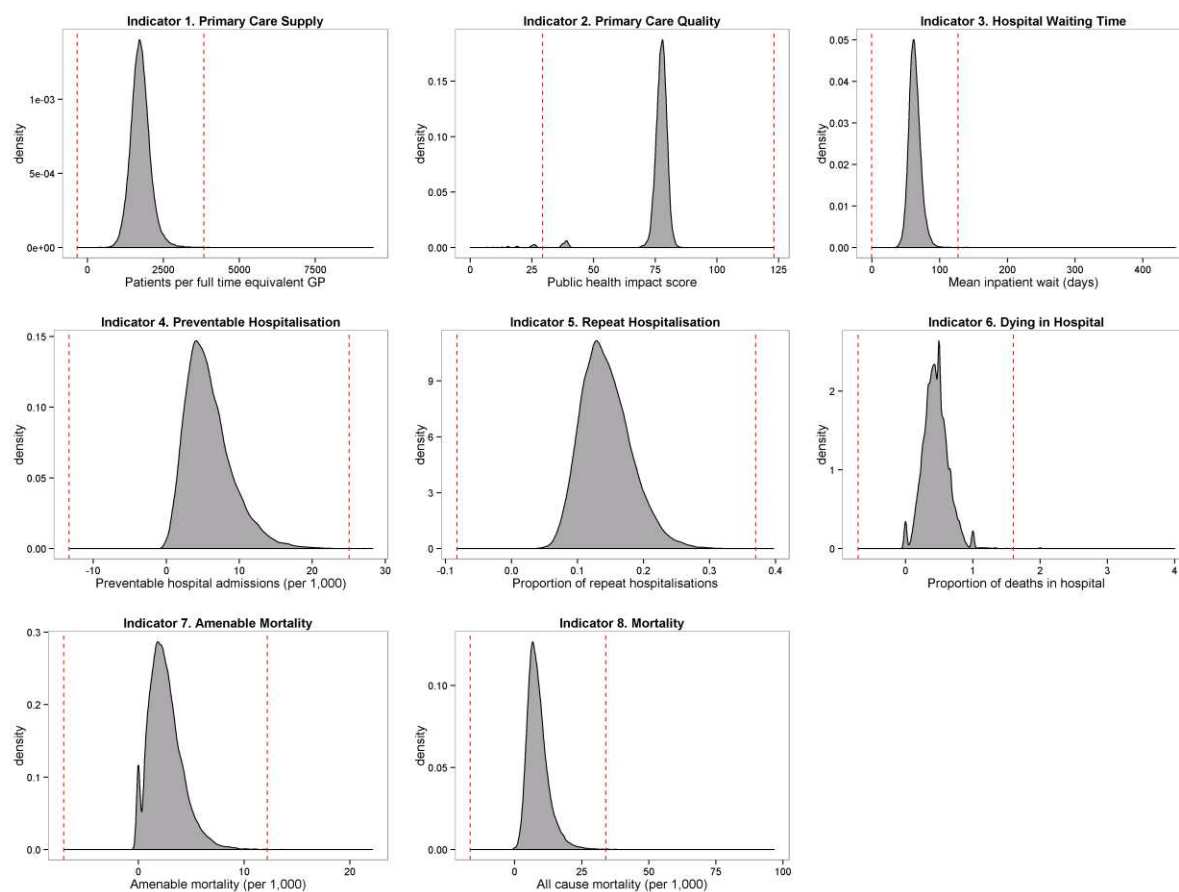 Indicator 1. Primary Care Supply
1e-03
5e-04
0e+00
density
0
2500
5000
7500
Patients per full time equivalent GP
Indicator 2. Primary Care Quality
0.15
0.10
0.05
0.00
density
0
25
50
75
100
125
Public health impact score
Indicator 3. Hospital Waiting Time
0.05
0.04
0.03
0.02
0.01
0.00
density
0
100
200
300
400
Mean inpatient wait (days)
Indicator 4. Preventable Hospitalisation
0.15
0.10
0.05
0.00
density
-10
0
10
20
30
Preventable hospital admissions (per 1,000)
Indicator 5. Repeat Hospitalisation
9
6
3
0
density
-0.1
0.0
0.1
0.2
0.3
0.4
Proportion of repeat hospitalisations
Indicator 6. Dying in Hospital
2
1
0
density
0
1
2
3
4
Proportion of deaths in hospital
Indicator 7. Amenable Mortality
0.3
0.2
0.1
0.0
density
0
10
20
Amenable mortality (per 1,000)
Indicator 8. Mortality
0.10
0.05
0.00
density
0
25
50
75
100
All cause mortality (per 1,000)